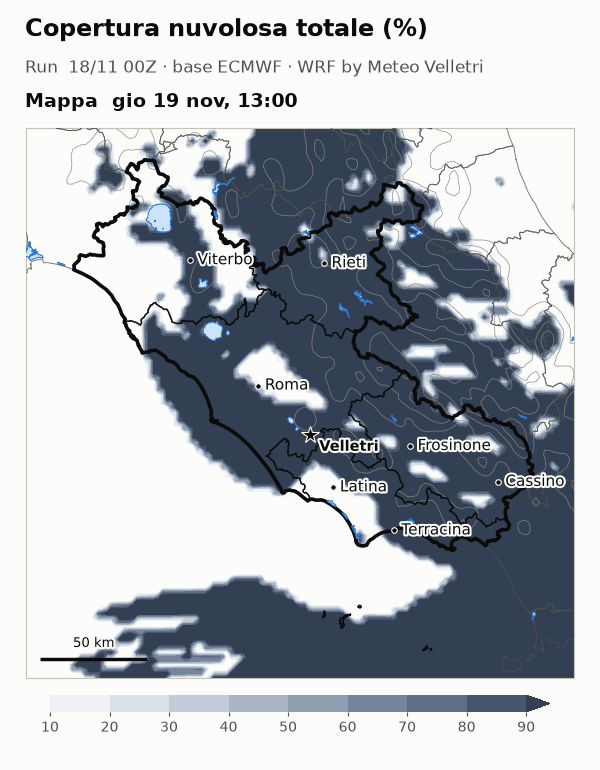 Copertura nuvolosa totale (%)
Run  18/11 00Z · base ECMWF · WRF by Meteo Velletri
Mappa  gio 19 nov, 13:00
Viterbo
Rieti
Roma
Velletri
Frosinone
Cassino
Latina
Terracina
50 km
10 20 30 40 50 60 70 80 90